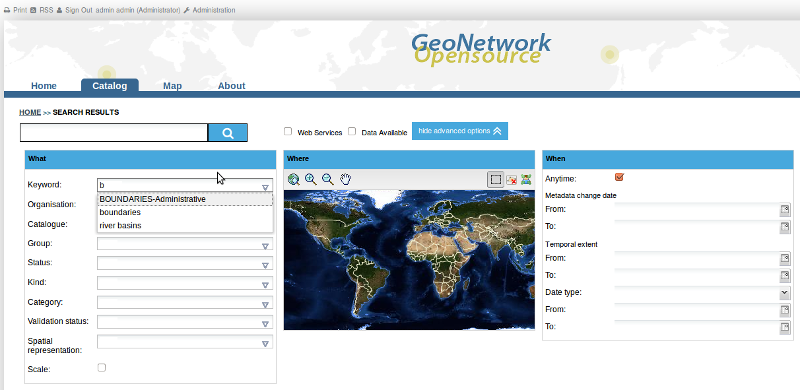 Print RSS Sign Out admin admin (Administrator) Administration
GeoNetwork
Opensource
Home Catalog Map About
HOME >> SEARCH RESULTS
Web Services Data Available hide advanced options
What
Keyword: b
BOUNDARIES-Administrative
boundaries
river basins
Organisation:
Catalogue:
Group:
Status:
Kind:
Category:
Validation status:
Spatial
representation:
Scale:
Where
When
Anytime:
Metadata change date
From:
To:
Temporal extent
From:
To:
Date type:
From:
To: